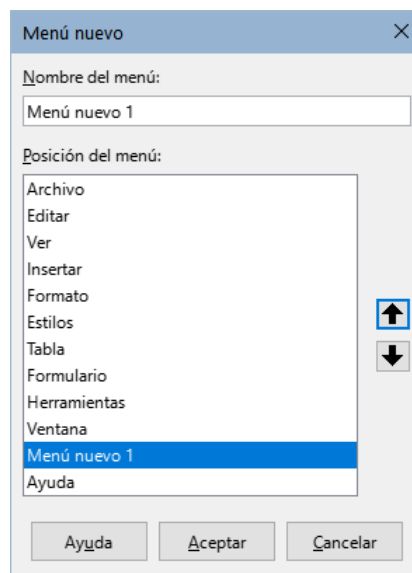 Menú nuevo
Nombre del menú:
Menú nuevo 1
Posición del menú:
Archivo
Editar
Ver
Insertar
Formato
Estilos
Tabla
Formulario
Herramientas
Ventana
Menú nuevo 1
Ayuda
Ayuda Aceptar Cancelar